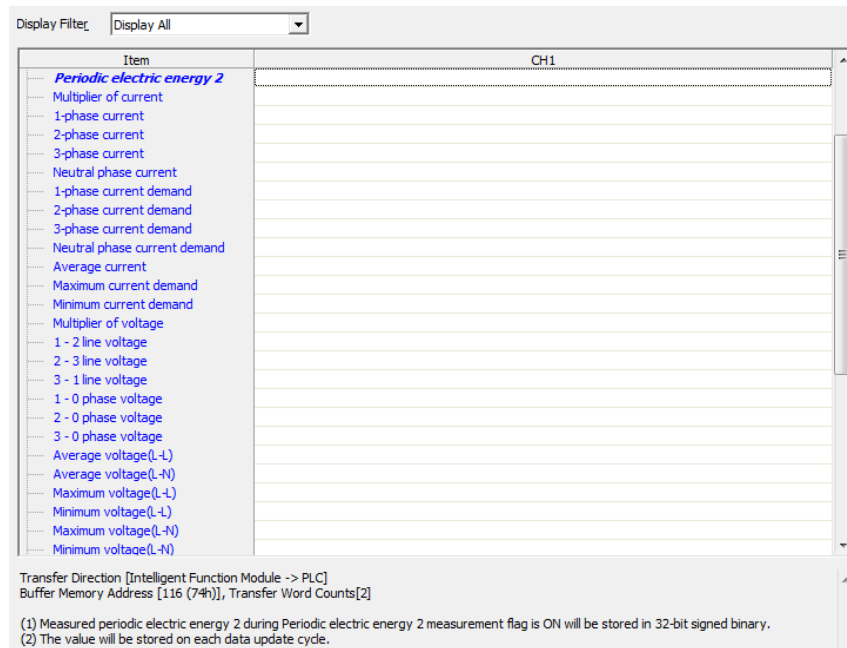 Display Filter Display All
Item CH1
Periodic electric energy 2
Multiplier of current
1-phase current
2-phase current
3-phase current
Neutral phase current
1-phase current demand
2-phase current demand
3-phase current demand
Neutral phase current demand
Average current
Maximum current demand
Minimum current demand
Multiplier of voltage
1 - 2 line voltage
2 - 3 line voltage
3 - 1 line voltage
1 - 0 phase voltage
2 - 0 phase voltage
3 - 0 phase voltage
Average voltage(L-L)
Average voltage(L-N)
Maximum voltage(L-L)
Minimum voltage(L-L)
Maximum voltage(L-N)
Minimum voltage(L-N)
Transfer Direction [Intelligent Function Module -> PLC]
Buffer Memory Address [116 (74h)], Transfer Word Counts[2]
(1) Measured periodic electric energy 2 during Periodic electric energy 2 measurement flag is ON will be stored in 32-bit signed binary.
(2) The value will be stored on each data update cycle.